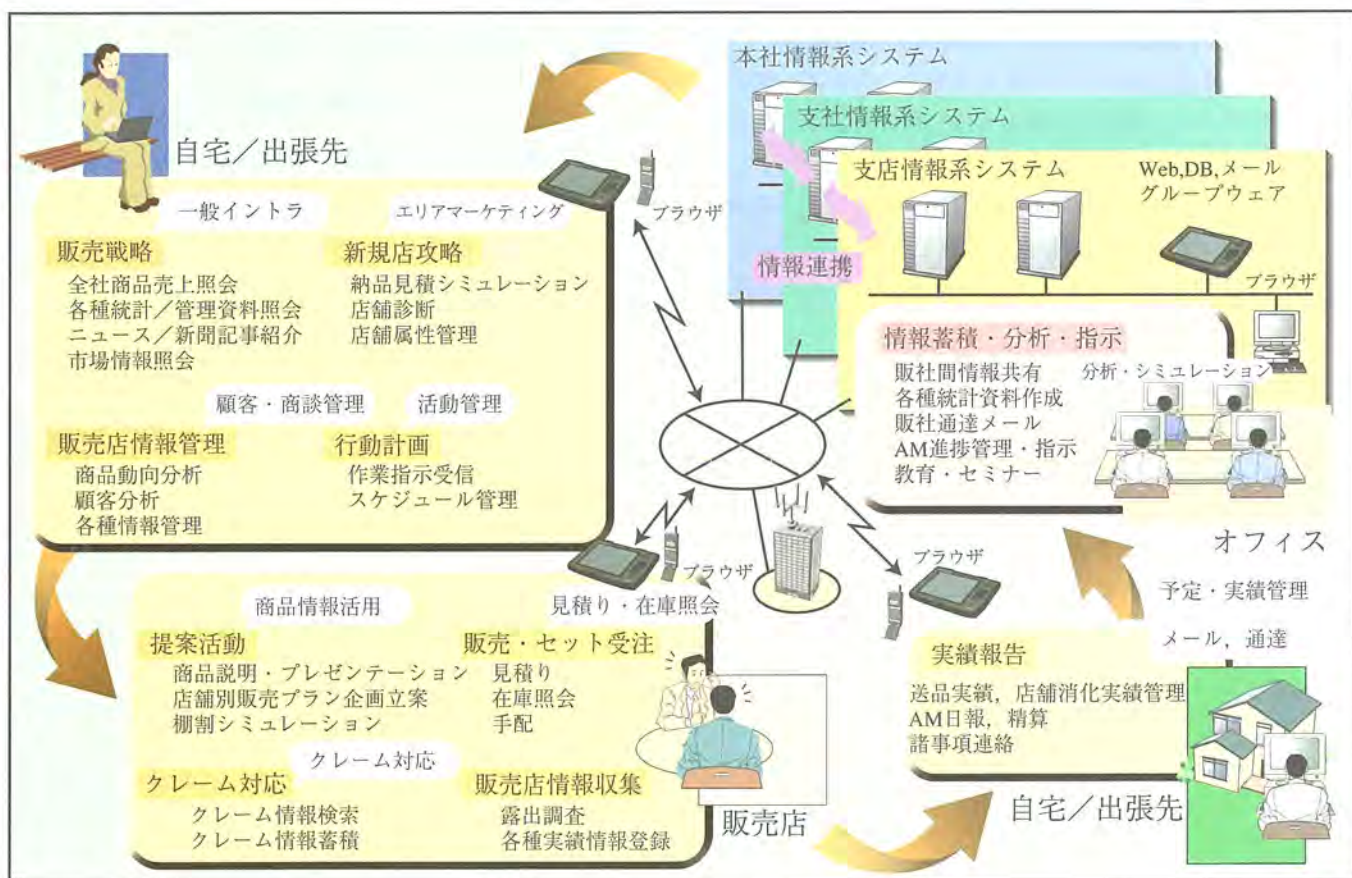 自宅／出張先
一般イントラ
エリアマーケティング
販売戦略
全社商品売上照会
各種統計／管理資料照会
ニュース／新聞記事紹介
市場情報照会
新規店攻略
納品見積シミュレーション
店舗診断
店舗属性管理
顧客・商談管理
活動管理
販売店情報管理
商品動向分析
顧客分析
各種情報管理
行動計画
作業指示受信
スケジュール管理
ブラウザ
本社情報系システム
支社情報系システム
支店情報系システム
Web,DB,メール
グループウェア
情報連携
ブラウザ
情報蓄積・分析・指示
販社間情報共有
各種統計資料作成
販社通達メール
AM進捗管理・指示
教育・セミナー
分析・シミュレーション
オフィス
ブラウザ
ブラウザ
商品情報活用
見積り・在庫照会
提案活動
商品説明・プレゼンテーション
店舗別販売プラン企画立案
棚割シミュレーション
販売・セット受注
見積り
在庫照会
手配
クレーム対応
クレーム対応
クレーム情報検索
クレーム情報蓄積
販売店情報収集
露出調査
各種実績情報登録
販売店
予定・実績管理
メール，通達
実績報告
送品実績，店舗消化実績管理
AM日報，精算
諸事項連絡
自宅／出張先